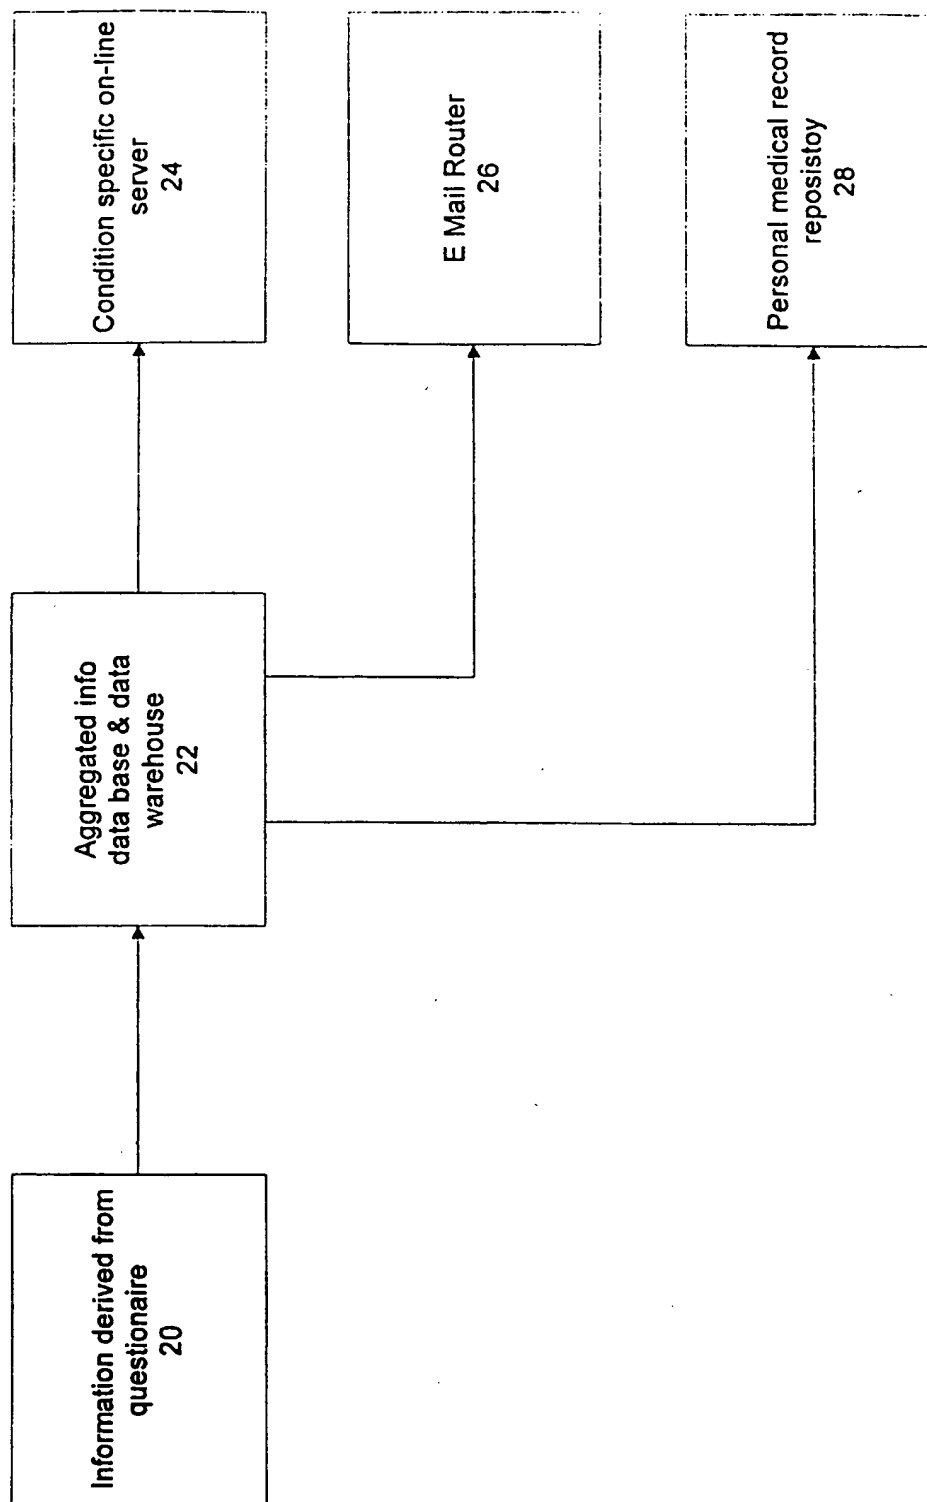 Information derived from
questionaire
20
Aggregated info
data base & data
warehouse
22
Condition specific on-line
server
24
E Mail Router
26
Personal medical record
reposistoy
28